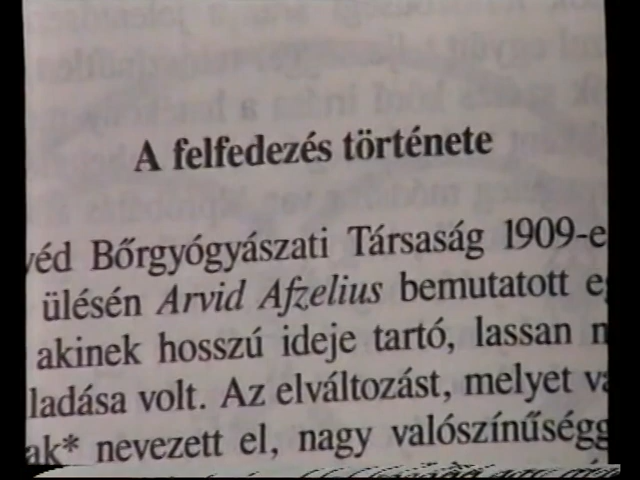 A felfedezés története
véd Bőrgyógyászati Társaság 1909-e
ülésén Arvid Afzelius bemutatott
akinek hosszú ideje tartó, lassan
ladása volt. Az elváltozást, melyet
ak* nevezett el, nagy valószínűségg